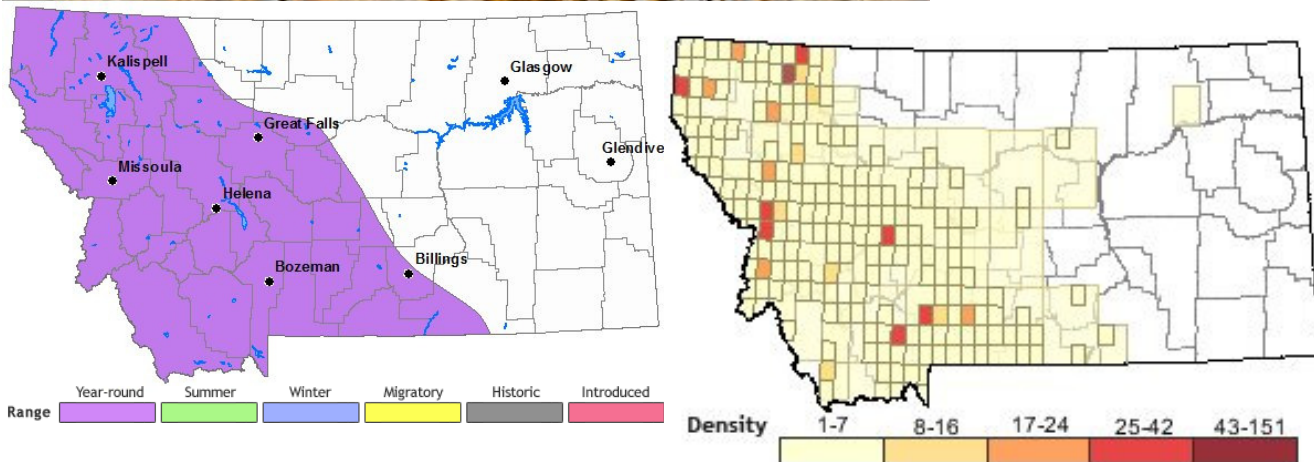 Kalispell
Glasgow
Great Falls
Glendive
Missoula
Helena
Billings
Bozeman
Year-round Summer Winter Migratory Historic Introduced
Range
Density 1-7 8-16 17-24 25-42 43-151